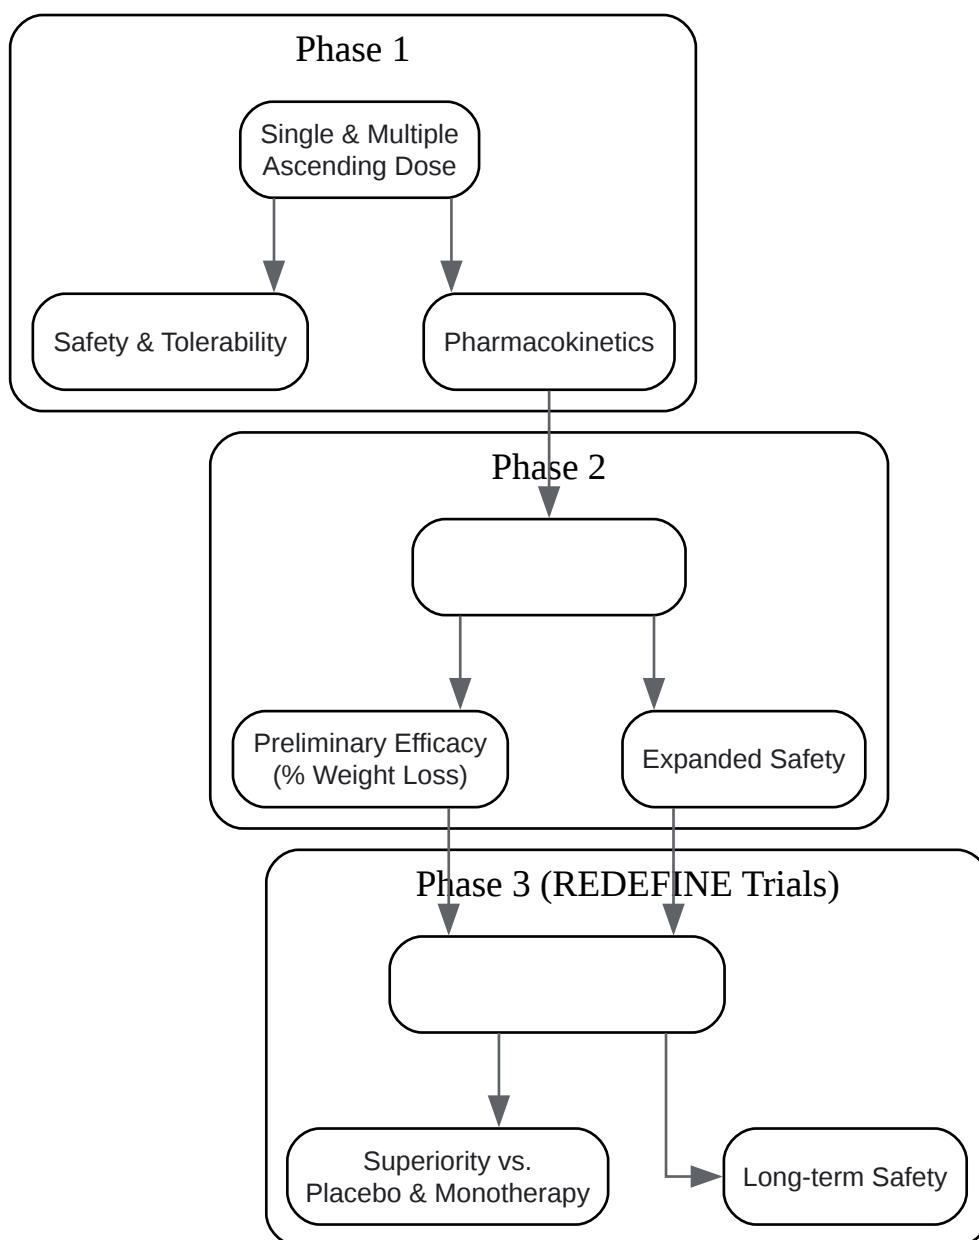 Phase 1
Single & Multiple
Ascending Dose
Safety & Tolerability
Pharmacokinetics
Phase 2
Preliminary Efficacy
(% Weight Loss)
Expanded Safety
Phase 3 (REDEFINE Trials)
Superiority vs.
Placebo & Monotherapy
Long-term Safety